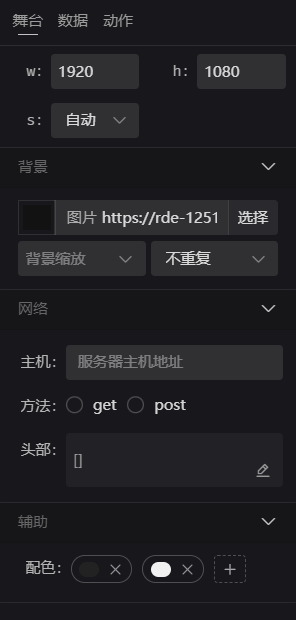 舞台 数据 动作
w: 1920 h: 1080
s: 自动
背景
图片 https://rde-1251 选择
背景缩放 不重复
网络
主机: 服务器主机地址
方法: get post
头部: []
辅助
配色: